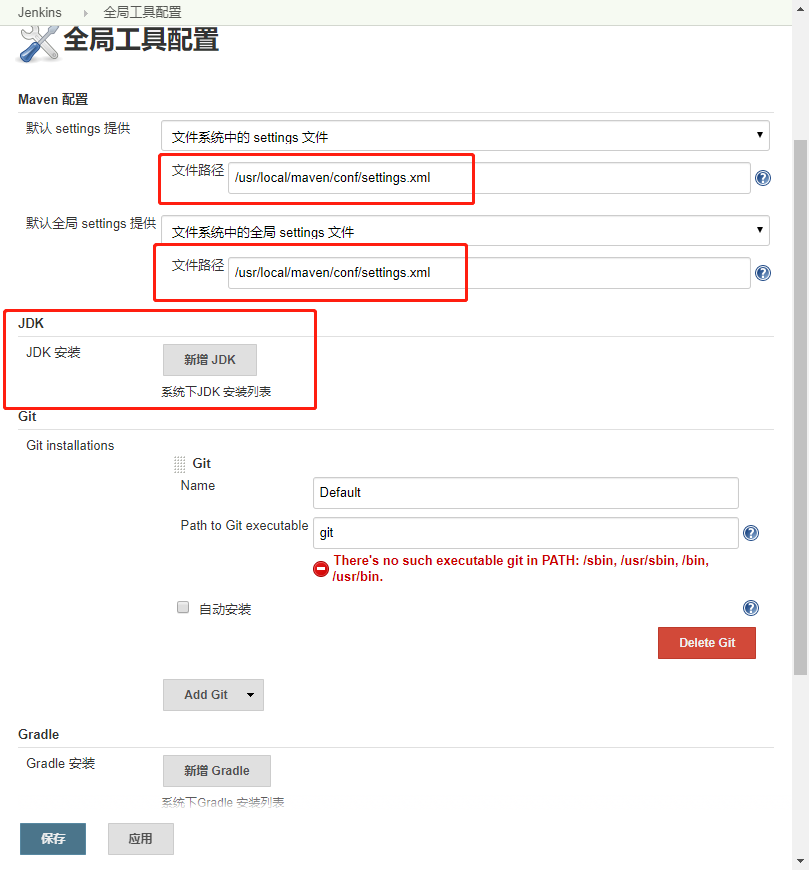 Jenkins 全局工具配置
全局工具配置
Maven 配置
默认 settings 提供 文件系统中的 settings 文件
文件路径 /usr/local/maven/conf/settings.xml
默认全局 settings 提供 文件系统中的全局 settings 文件
文件路径 /usr/local/maven/conf/settings.xml
JDK
JDK 安装 新增 JDK
系统下JDK 安装列表
Git
Git installations
Git
Name Default
Path to Git executable git
There's no such executable git in PATH: /sbin, /usr/sbin, /bin,
/usr/bin.
自动安装
Delete Git
Add Git
Gradle
Gradle 安装 新增 Gradle
系统下Gradle 安装列表
保存 应用